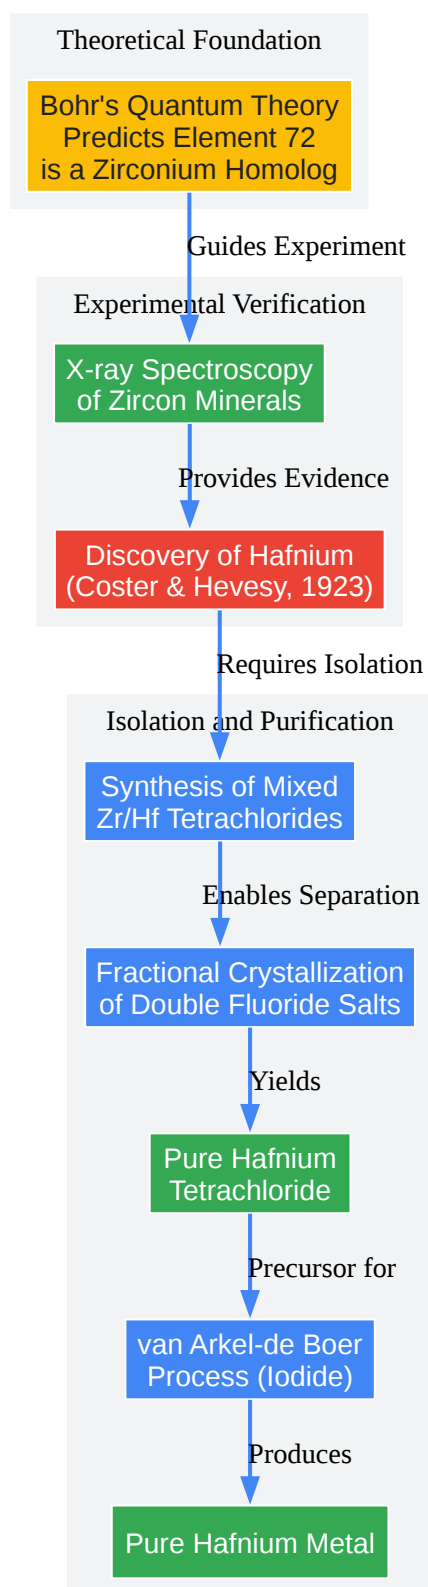 Theoretical Foundation
Bohr's Quantum Theory
Predicts Element 72
is a Zirconium Homolog
Guides Experiment
Experimental Verification
X-ray Spectroscopy
of Zircon Minerals
Provides Evidence
Discovery of Hafnium
(Coster & Hevesy, 1923)
Requires Isolation
Isolation and Purification
Synthesis of Mixed
Zr/Hf Tetrachlorides
Enables Separation
Fractional Crystallization
of Double Fluoride Salts
Yields
Pure Hafnium
Tetrachloride
Precursor for
van Arkel-de Boer
Process (Iodide)
Produces
Pure Hafnium Metal